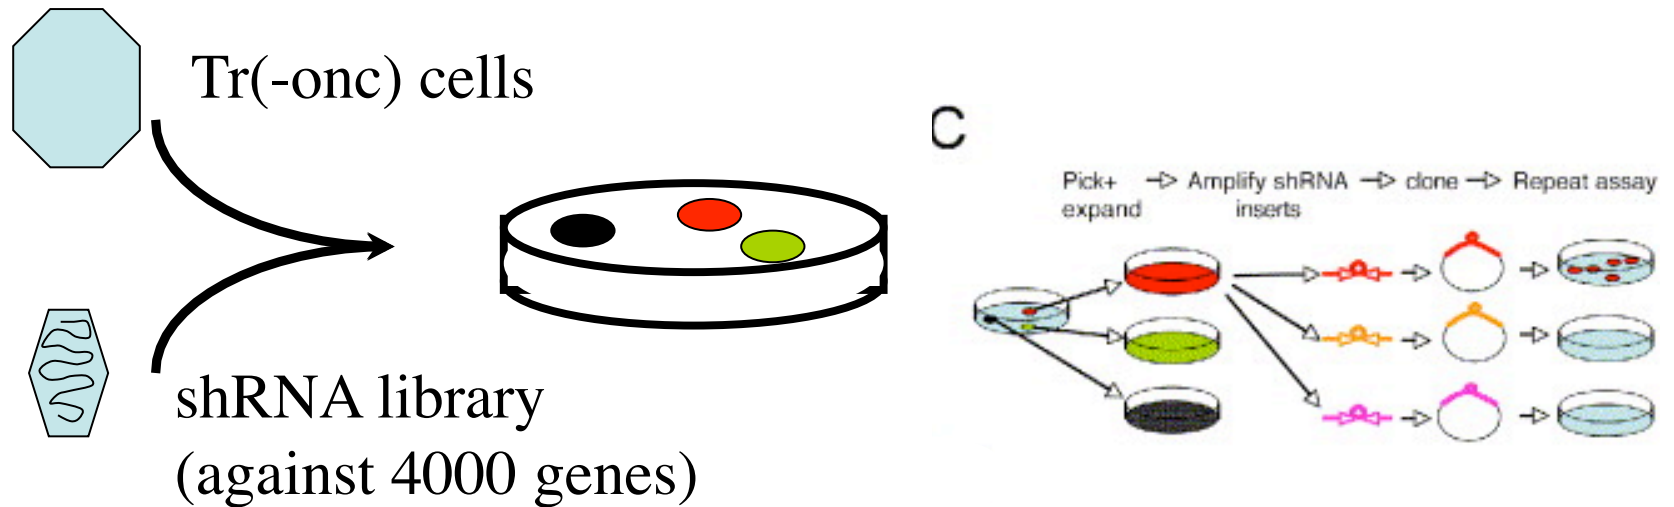 Tr(-onc) cells
shRNA library
(against 4000 genes)
C
Pick+ Amplify shRNA clone Repeat assay
expand inserts